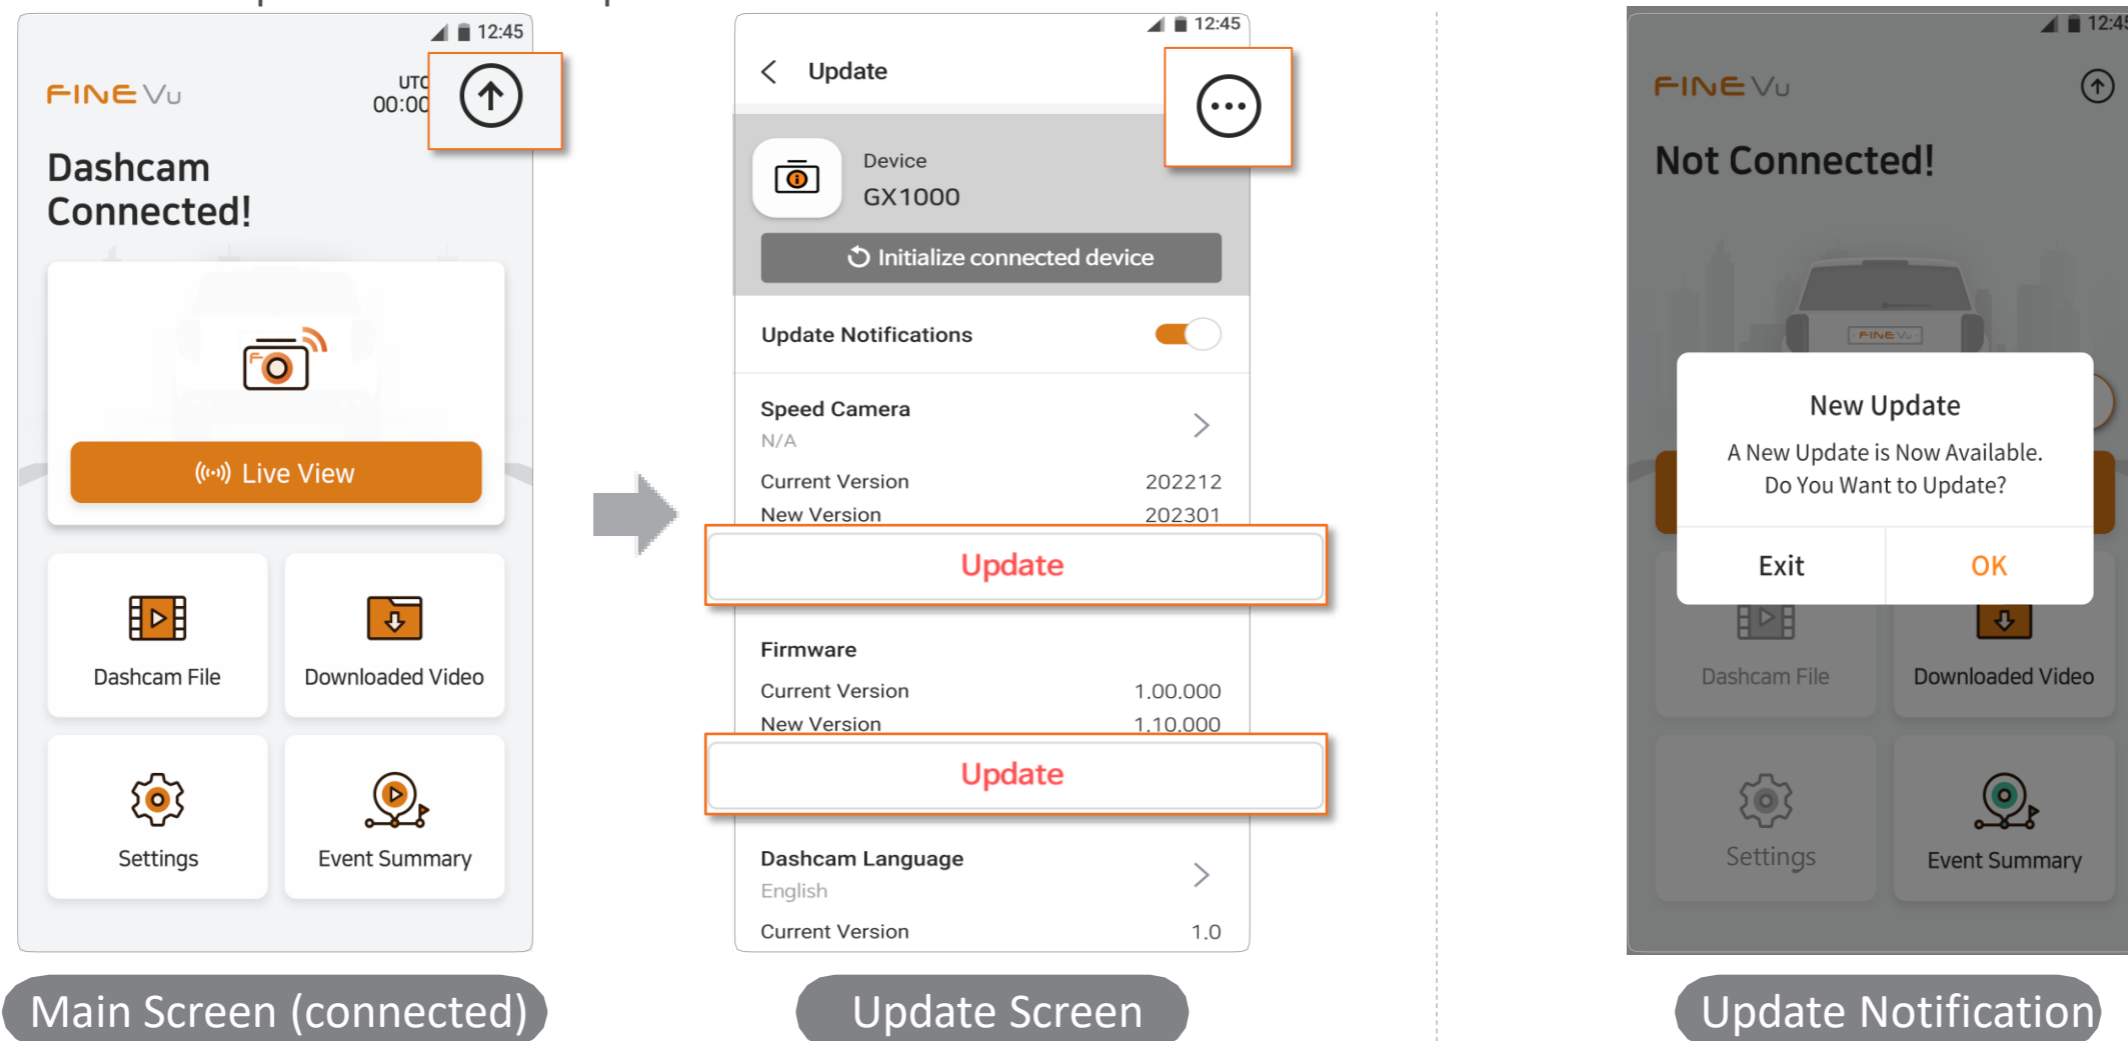 12:45
FINE Vu
UTC
00:00
Dashcam
Connected!
Live View
Dashcam File
Downloaded Video
Settings
Event Summary
Main Screen (connected)
12:45
Update
Device
GX1000
Initialize connected device
Update Notifications
Speed Camera
N/A
Current Version 202212
New Version 202301
Update
Firmware
Current Version 1.00.000
New Version 1.10.000
Update
Dashcam Language
English
Current Version 1.0
Update Screen
12:45
FINE Vu
Not Connected!
FINE Vu
New Update
A New Update is Now Available.
Do You Want to Update?
Exit OK
Dashcam File
Downloaded Video
Settings
Event Summary
Update Notification